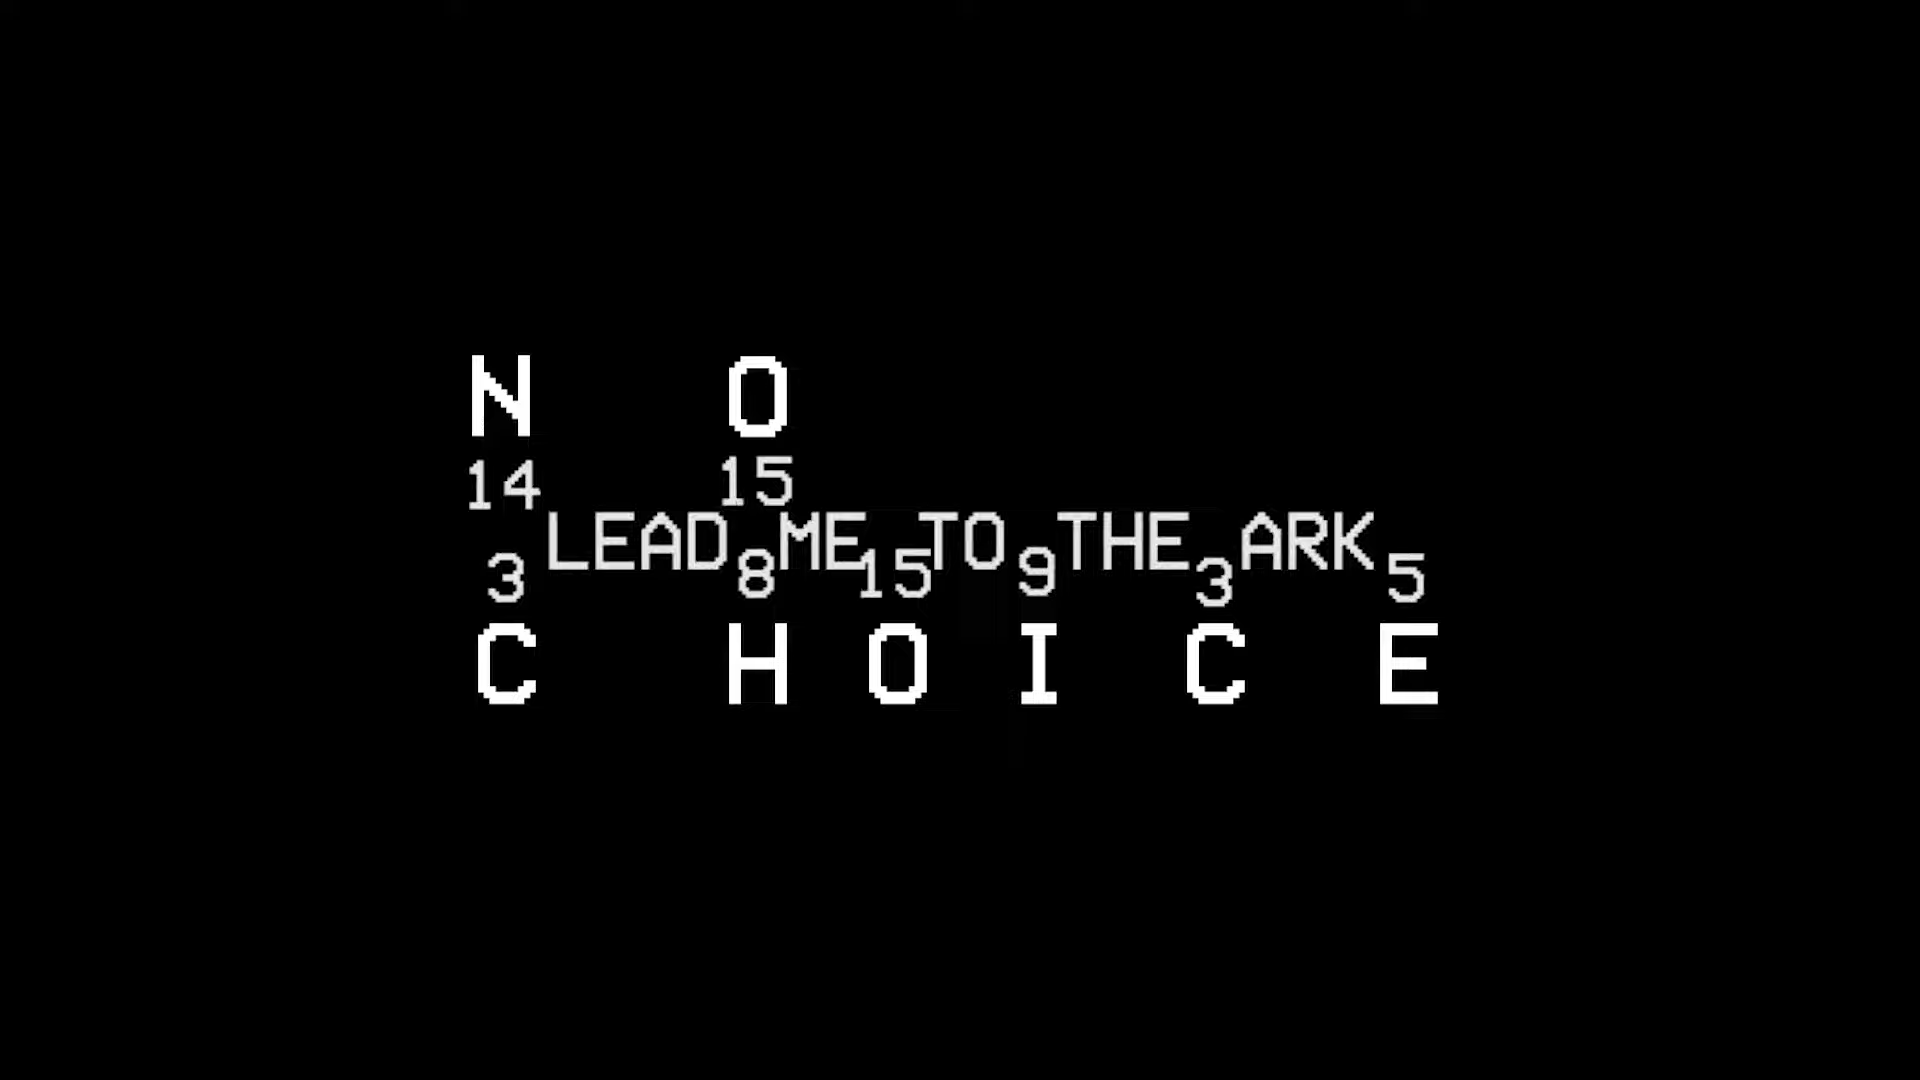 N O
14 15
LEAD ME TO THE ARK
3 8 15 9 3 5
C H O I C E